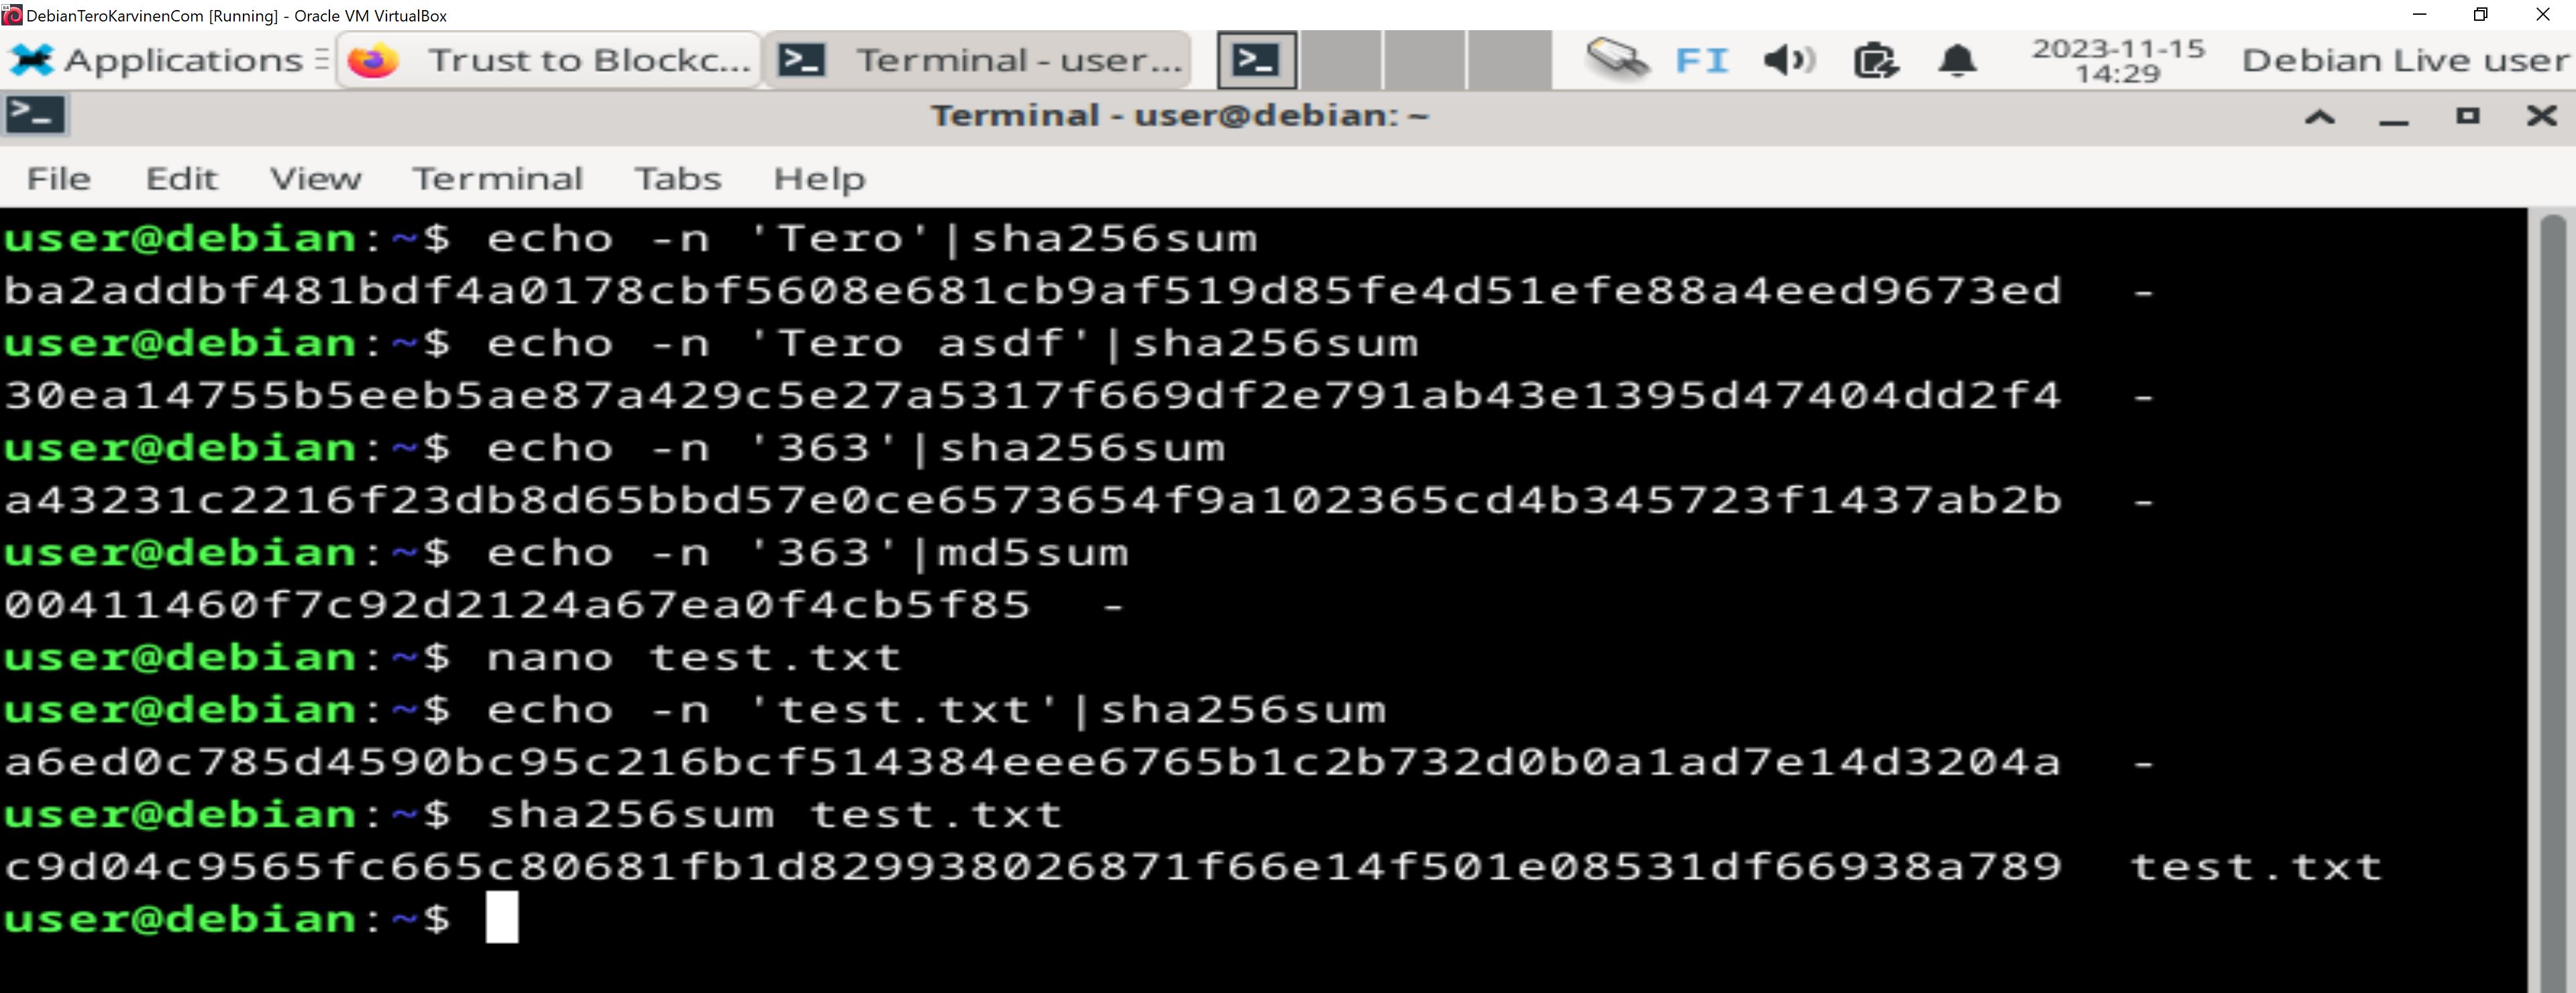 DebianTeroKarvinenCom [Running] - Oracle VM VirtualBox
Applications Trust to Blockc... Terminal - user... FI 2023-11-15 14:29 Debian Live user
Terminal - user@debian: ~
File Edit View Terminal Tabs Help
user@debian:~$ echo -n 'Tero'|sha256sum
ba2addbf481bdf4a0178cbf5608e681cb9af519d85fe4d51efe88a4eed9673ed  -
user@debian:~$ echo -n 'Tero asdf'|sha256sum
30ea14755b5eeb5ae87a429c5e27a5317f669df2e791ab43e1395d47404dd2f4  -
user@debian:~$ echo -n '363'|sha256sum
a43231c2216f23db8d65bbd57e0ce6573654f9a102365cd4b345723f1437ab2b  -
user@debian:~$ echo -n '363'|md5sum
00411460f7c92d2124a67ea0f4cb5f85  -
user@debian:~$ nano test.txt
user@debian:~$ echo -n 'test.txt'|sha256sum
a6ed0c785d4590bc95c216bcf514384eee6765b1c2b732d0b0a1ad7e14d3204a  -
user@debian:~$ sha256sum test.txt
c9d04c9565fc665c80681fb1d829938026871f66e14f501e08531df66938a789  test.txt
user@debian:~$